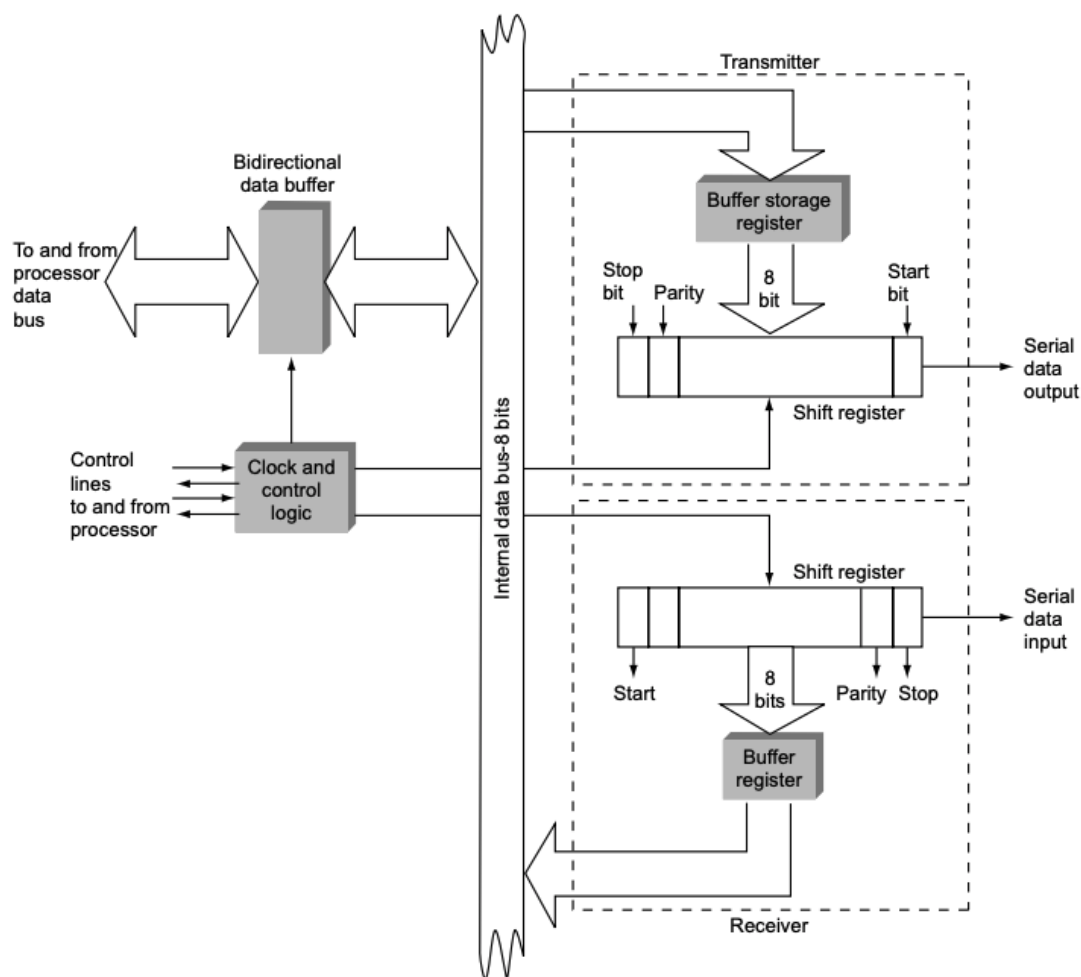 Transmitter
Bidirectional
data buffer
Buffer storage
register
To and from
processor
data
bus
Stop
bit
Parity
8
bit
Start
bit
Serial
data
output
Shift register
Internal data bus-8 bits
Control
lines
to and from
processor
Clock and
control
logic
Shift register
Serial
data
input
Start
8
bits
Parity
Stop
Buffer
register
Receiver